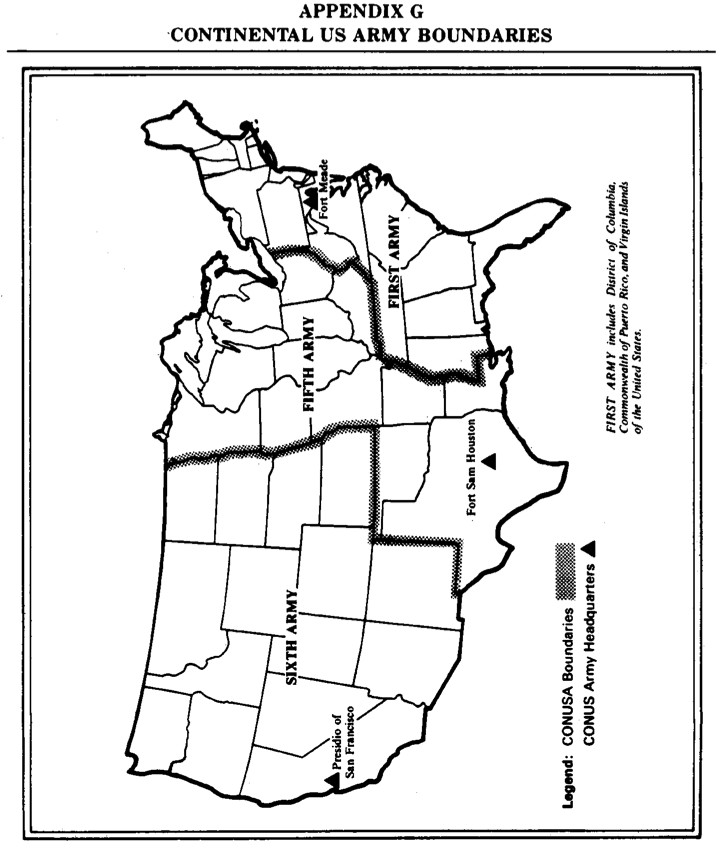 APPENDIX G
CONTINENTAL US ARMY BOUNDARIES
SIXTH ARMY
FIFTH ARMY
FIRST ARMY
Presidio of
San Francisco
Fort Sam Houston
Fort Meade
Legend: CONUSA Boundaries
CONUS Army Headquarters
FIRST ARMY includes District of Columbia,
Commonwealth of Puerto Rico, and Virgin Islands
of the United States.